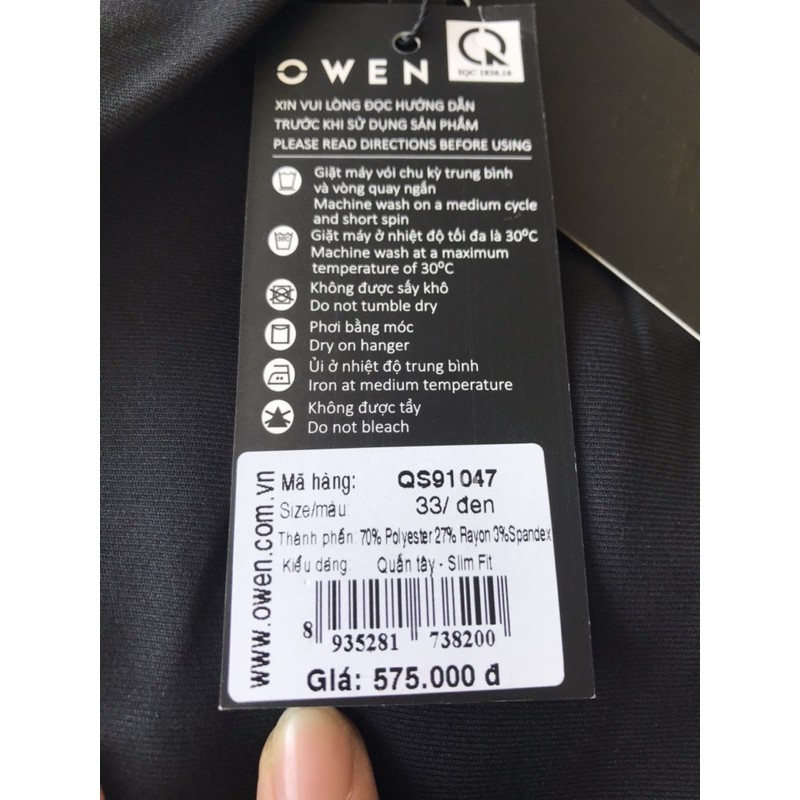 OWEN
IQC 1838.18
XIN VUI LÒNG ĐỌC HƯỚNG DẪN
TRƯỚC KHI SỬ DỤNG SẢN PHẨM
PLEASE READ DIRECTIONS BEFORE USING
Giặt máy với chu kỳ trung bình
và vòng quay ngắn
Machine wash on a medium cycle
and short spin
Giặt máy ở nhiệt độ tối đa là 30⁰C
Machine wash at a maximum
temperature of 30⁰C
Không được sấy khô
Do not tumble dry
Phơi bằng móc
Dry on hanger
Ủi ở nhiệt độ trung bình
Iron at medium temperature
Không được tẩy
Do not bleach
www.owen.com.vn
Mã hàng: QS91047
Size/màu: 33/ đen
Thành phần: 70% Polyester 27% Rayon 3%Spandex
Kiểu dáng: Quần tây - Slim Fit
8 935281 738200
Giá: 575.000 đ